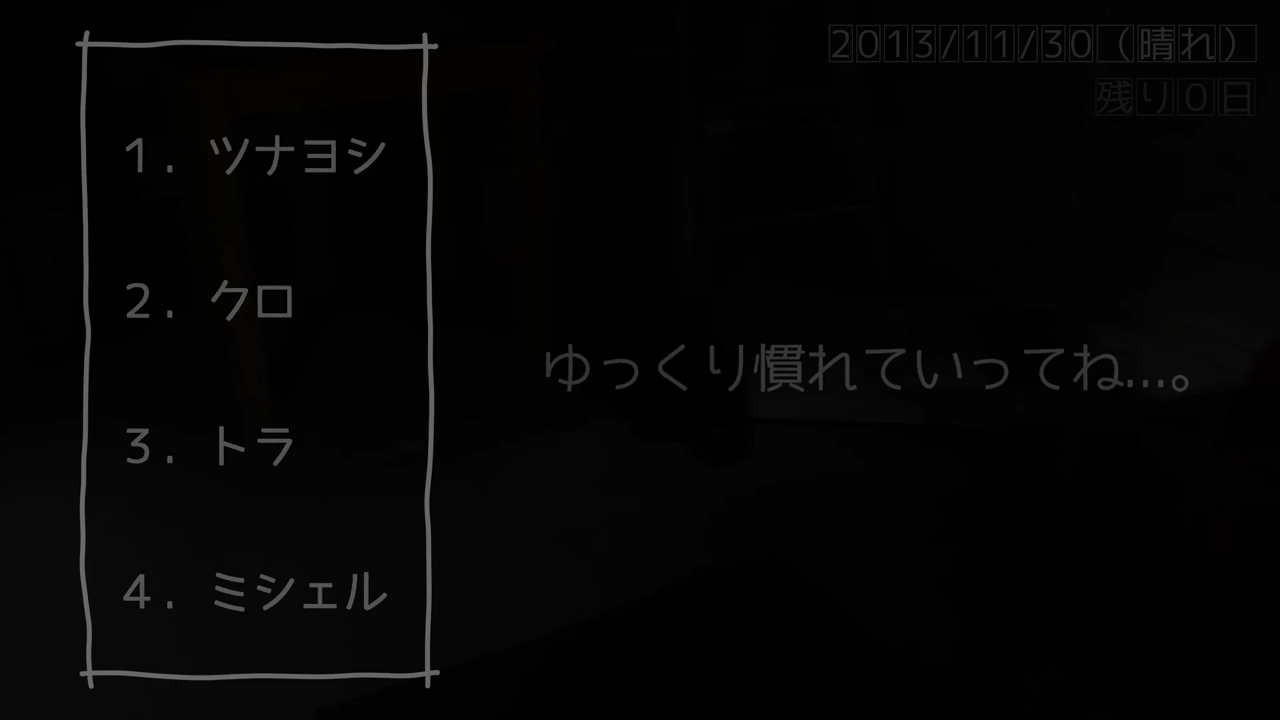 2013/11/30（晴れ）
残り0日
1. ツナヨシ
2. クロ
3. トラ
4. ミシェル
ゆっくり慣れていってね…。